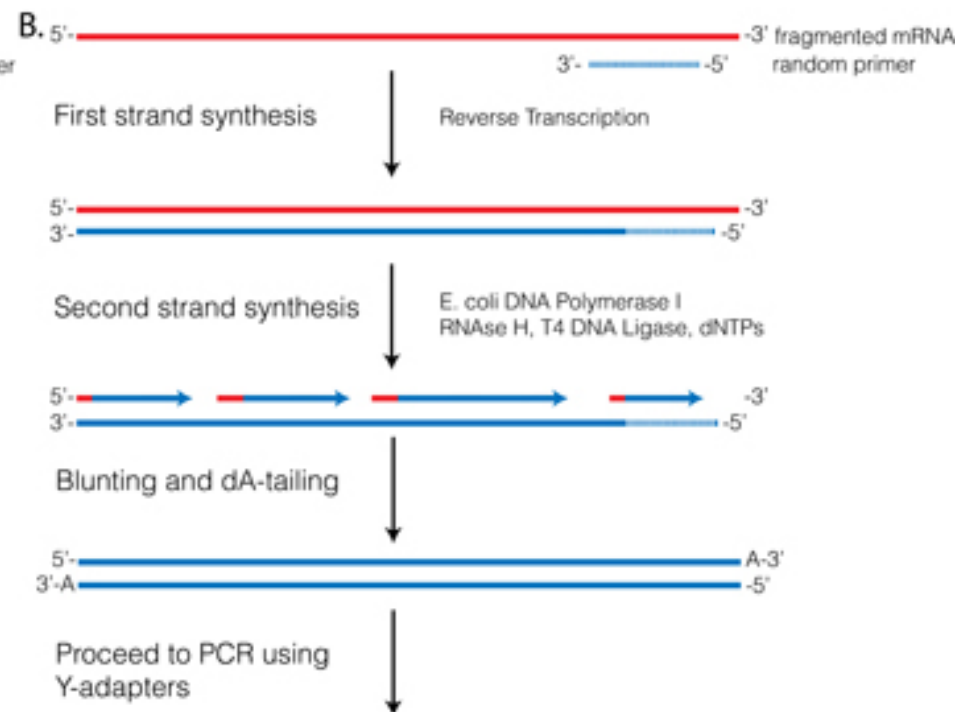 B. 5'- -3' fragmented mRNA
er 3'- -5' random primer
First strand synthesis Reverse Transcription
5'- -3'
3'- -5'
Second strand synthesis E. coli DNA Polymerase I
RNAse H, T4 DNA Ligase, dNTPs
5'- -3'
3'- -5'
Blunting and dA-tailing
5'- A-3'
3'-A -5'
Proceed to PCR using
Y-adapters